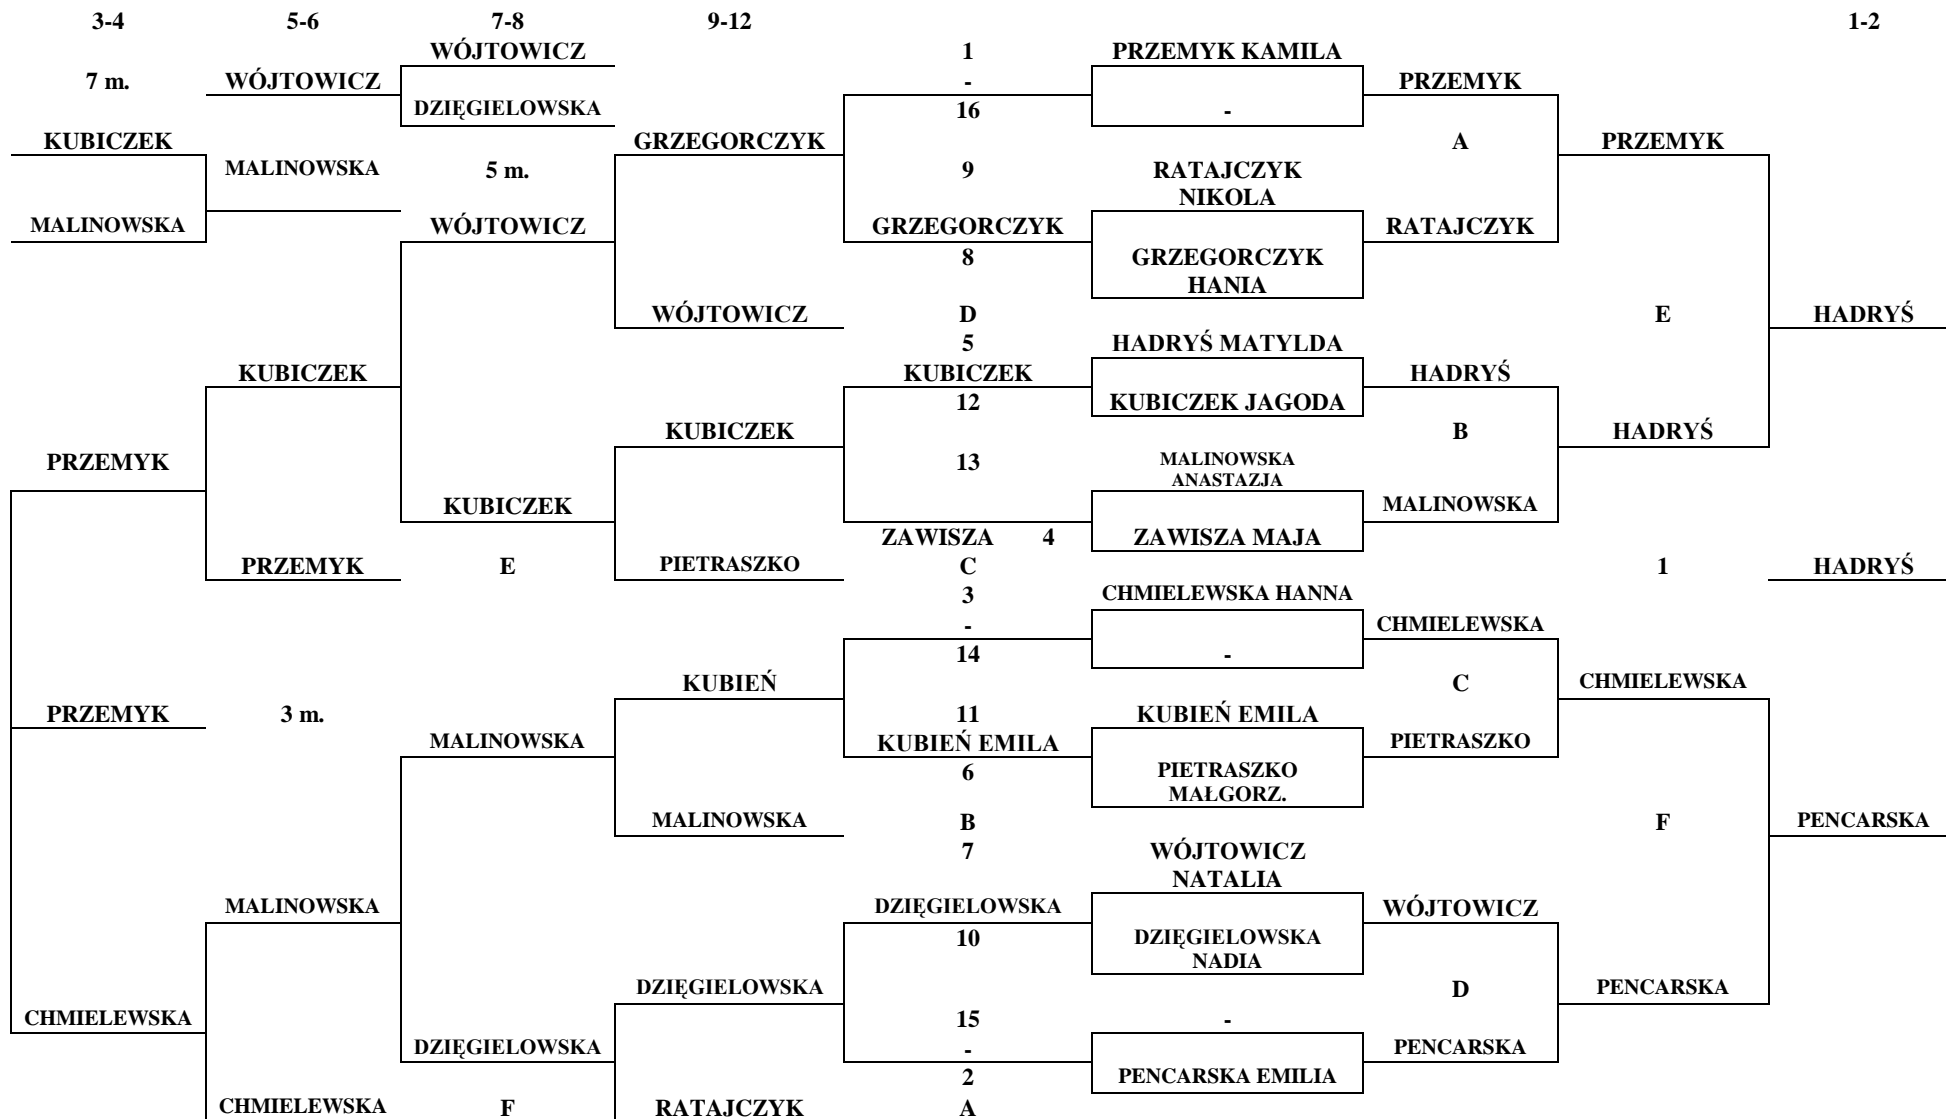 3-4 5-6 7-8 9-12 1-2
WÓJTOWICZ 1 PRZEMYK KAMILA
7 m. WÓJTOWICZ - PRZEMYK
DZIĘGIELOWSKA 16 -
KUBICZEK GRZEGORCZYK A PRZEMYK
MALINOWSKA 5 m. 9 RATAJCZYK
NIKOLA
MALINOWSKA WÓJTOWICZ GRZEGORCZYK RATAJCZYK
8 GRZEGORCZYK
HANIA
WÓJTOWICZ D E HADRYŚ
5 HADRYŚ MATYLDA
KUBICZEK KUBICZEK HADRYŚ
12 KUBICZEK JAGODA
KUBICZEK B HADRYŚ
PRZEMYK 13 MALINOWSKA
ANASTAZJA
KUBICZEK MALINOWSKA
ZAWISZA 4 ZAWISZA MAJA
PRZEMYK E PIETRASZKO C 1 HADRYŚ
3 CHMIELEWSKA HANNA
- CHMIELEWSKA
14 -
KUBIEŃ C CHMIELEWSKA
PRZEMYK 3 m. 11 KUBIEŃ EMILA
MALINOWSKA KUBIEŃ EMILA PIETRASZKO
6 PIETRASZKO
MAŁGORZ.
MALINOWSKA B F PENCARSKA
7 WÓJTOWICZ
NATALIA
MALINOWSKA DZIĘGIELOWSKA WÓJTOWICZ
10 DZIĘGIELOWSKA
NADIA
DZIĘGIELOWSKA D PENCARSKA
CHMIELEWSKA 15 -
DZIĘGIELOWSKA - PENCARSKA
2 PENCARSKA EMILIA
CHMIELEWSKA F RATAJCZYK A